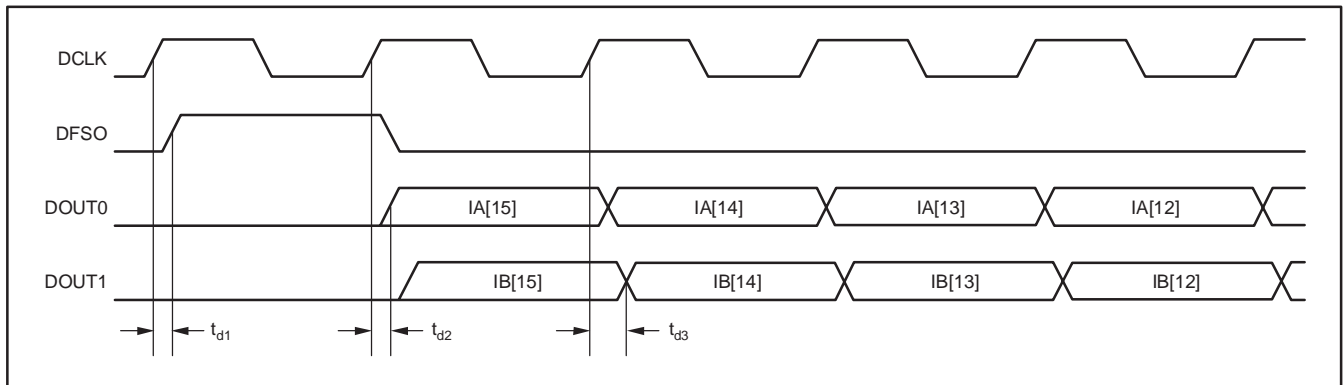 DCLK
DFSO
DOUT0
IA[15]
IA[14]
IA[13]
IA[12]
DOUT1
IB[15]
IB[14]
IB[13]
IB[12]
td1
td2
td3